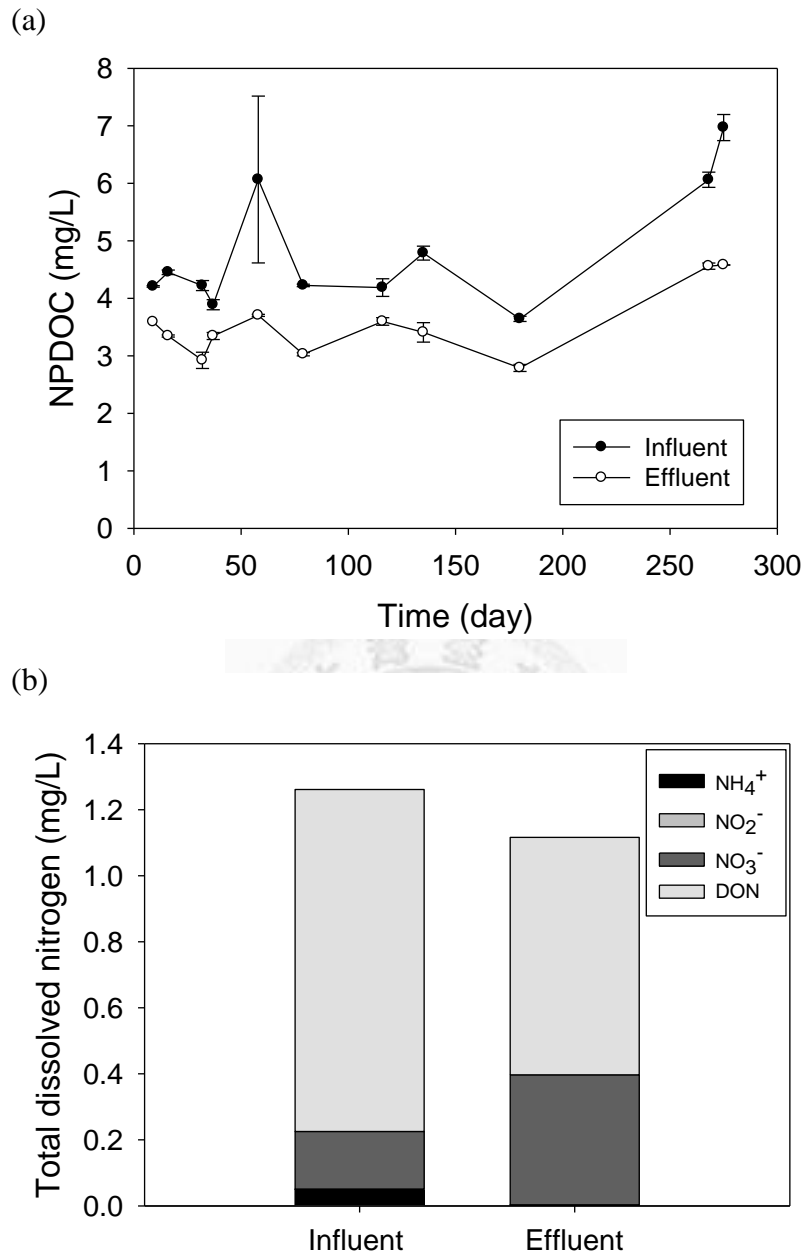 (a)
8
7
6
5
4
3
2
1
0
NPDOC (mg/L)
Influent
Effluent
0 50 100 150 200 250 300
Time (day)
(b)
1.4
1.2
1.0
0.8
0.6
0.4
0.2
0.0
Total dissolved nitrogen (mg/L)
NH₄⁺
NO₂⁻
NO₃⁻
DON
Influent Effluent